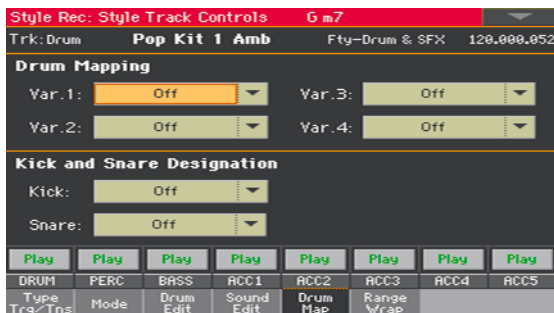 Style Rec: Style Track Controls G m7
Trk:Drum Pop Kit 1 Amb Fty-Drum & SFX 120.000.052
Drum Mapping
Var.1: Off Var.3: Off
Var.2: Off Var.4: Off
Kick and Snare Designation
Kick: Off
Snare: Off
Play Play Play Play Play Play Play Play
DRUM PERC BASS ACC1 ACC2 ACC3 ACC4 ACC5
Type Drum Sound Drum Range
Trg/Tns Mode Edit Edit Map Wrap